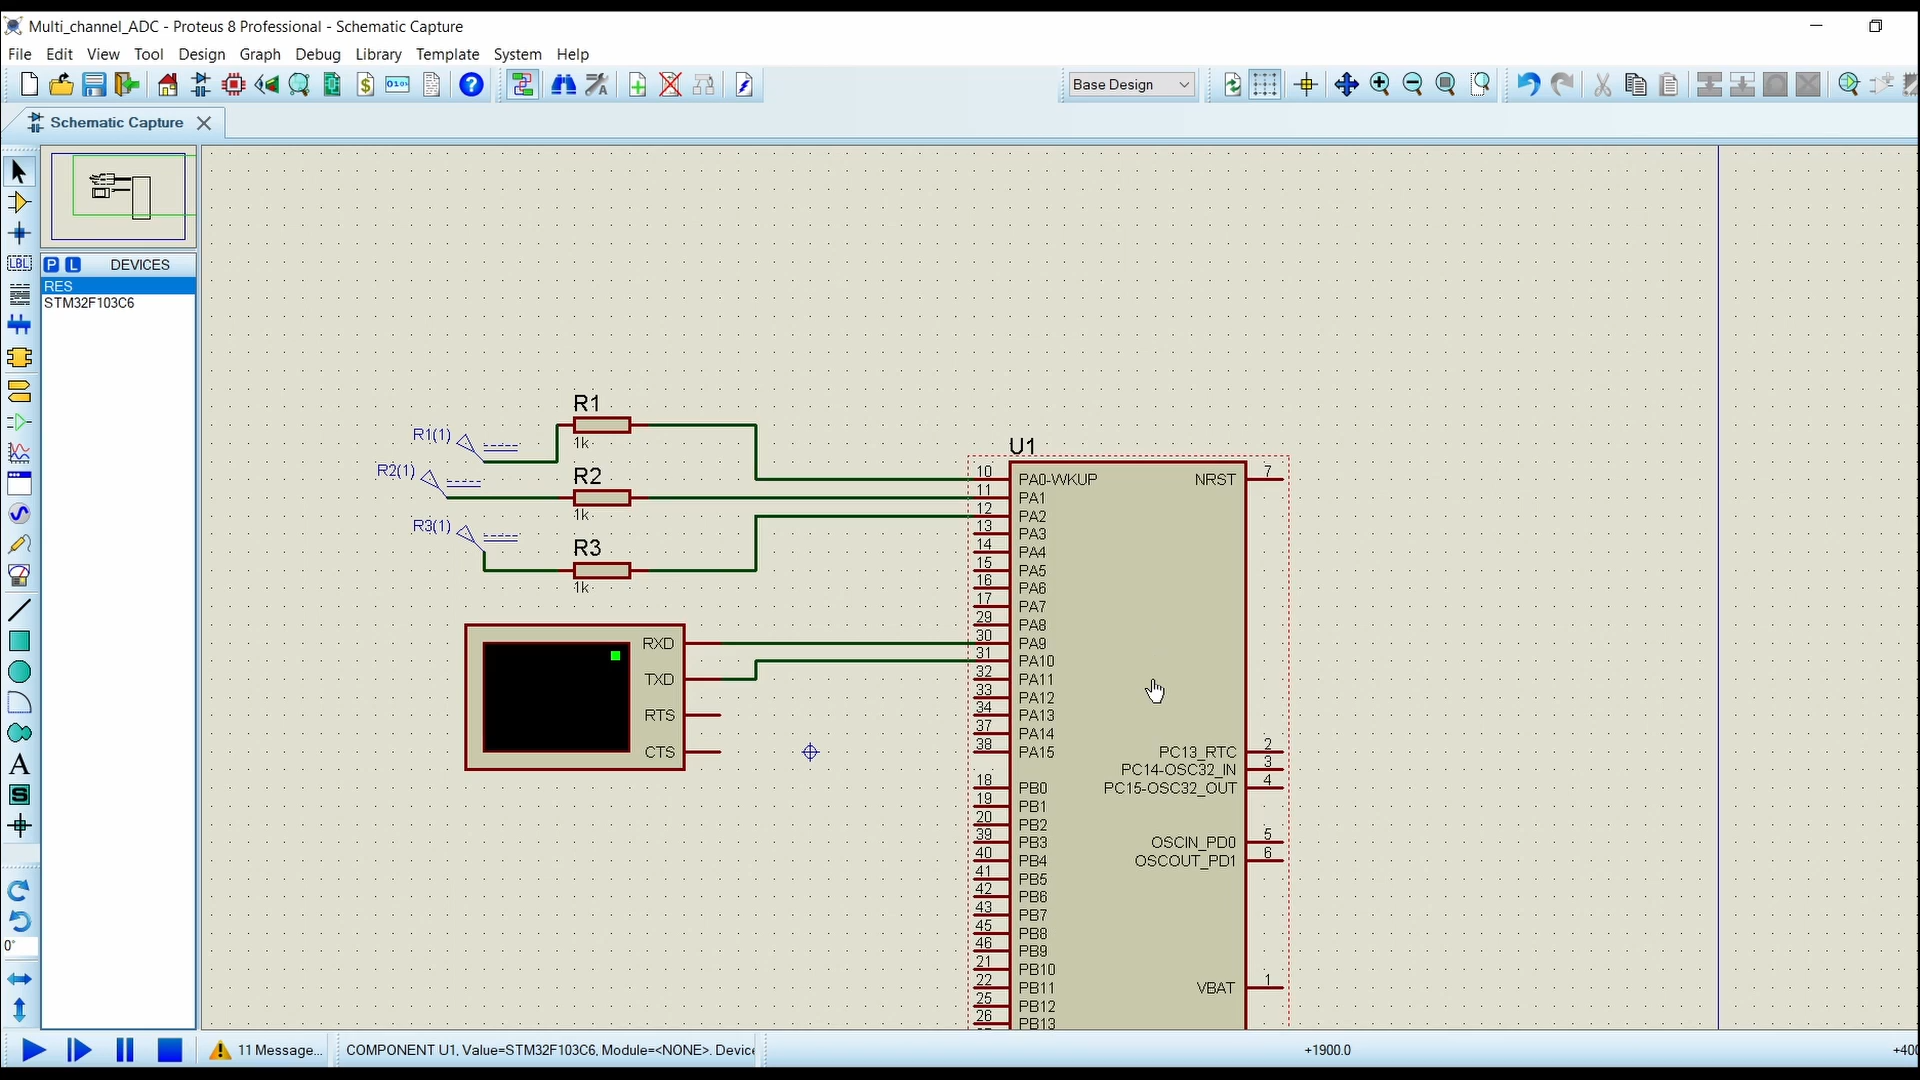 Multi_channel_ADC - Proteus 8 Professional - Schematic Capture
File Edit View Tool Design Graph Debug Library Template System Help
Base Design
Schematic Capture
P L DEVICES
RES
STM32F103C6
LBL
A
S
0°
R1
R1(1)
1k
R2
R2(1)
1k
R3
R3(1)
1k
RXD
TXD
RTS
CTS
U1
10 PA0-WKUP NRST 7
11 PA1
12 PA2
13 PA3
14 PA4
15 PA5
16 PA6
17 PA7
29 PA8
30 PA9
31 PA10
32 PA11
33 PA12
34 PA13
37 PA14
38 PA15 PC13_RTC 2
PC14-OSC32_IN 3
18 PB0 PC15-OSC32_OUT 4
19 PB1
20 PB2
39 PB3 OSCIN_PD0 5
40 PB4 OSCOUT_PD1 6
41 PB5
42 PB6
43 PB7
45 PB8
46 PB9
21 PB10
22 PB11 VBAT 1
25 PB12
26 PB13
11 Message... COMPONENT U1, Value=STM32F103C6, Module=<NONE>. Device +1900.0 +400